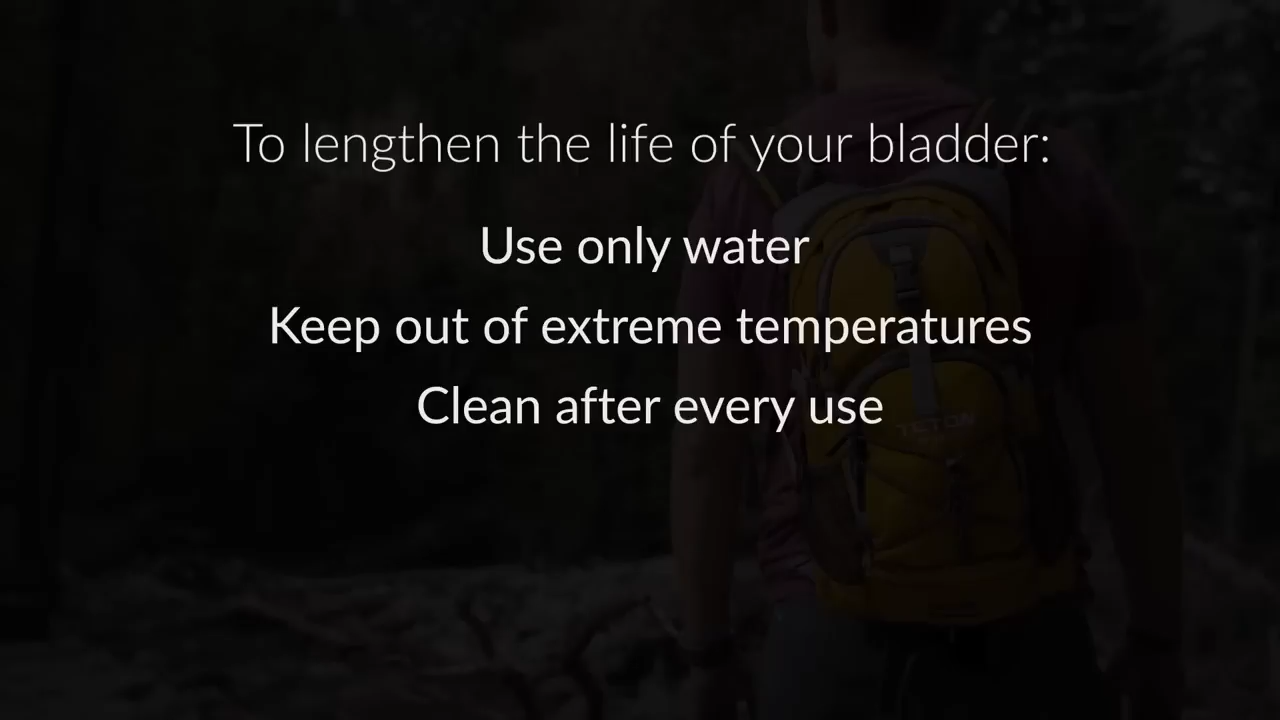 To lengthen the life of your bladder:
Use only water
Keep out of extreme temperatures
Clean after every use
TETON